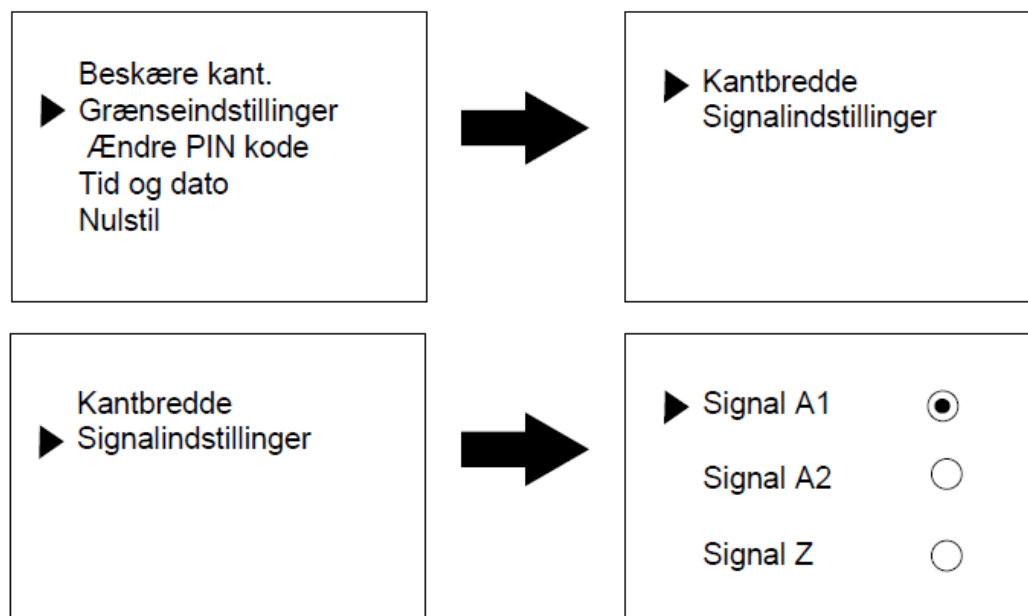 Beskære kant.
Grænseindstillinger
Ændre PIN kode
Tid og dato
Nulstil
Kantbredde
Signalindstillinger
Kantbredde
Signalindstillinger
Signal A1
Signal A2
Signal Z